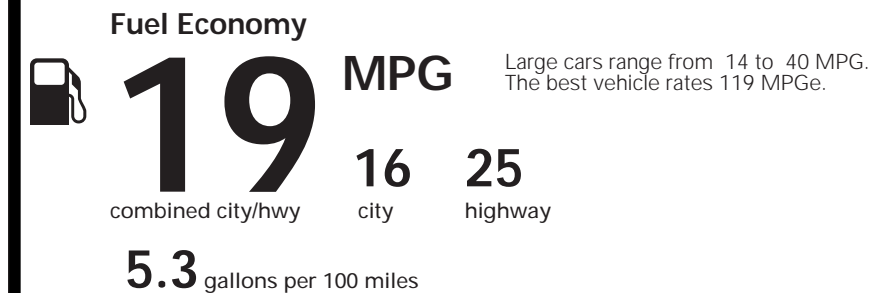 Fuel Economy
19 MPG
Large cars range from 14 to 40 MPG.
The best vehicle rates 119 MPGe.
16 25
combined city/hwy city highway
5.3 gallons per 100 miles